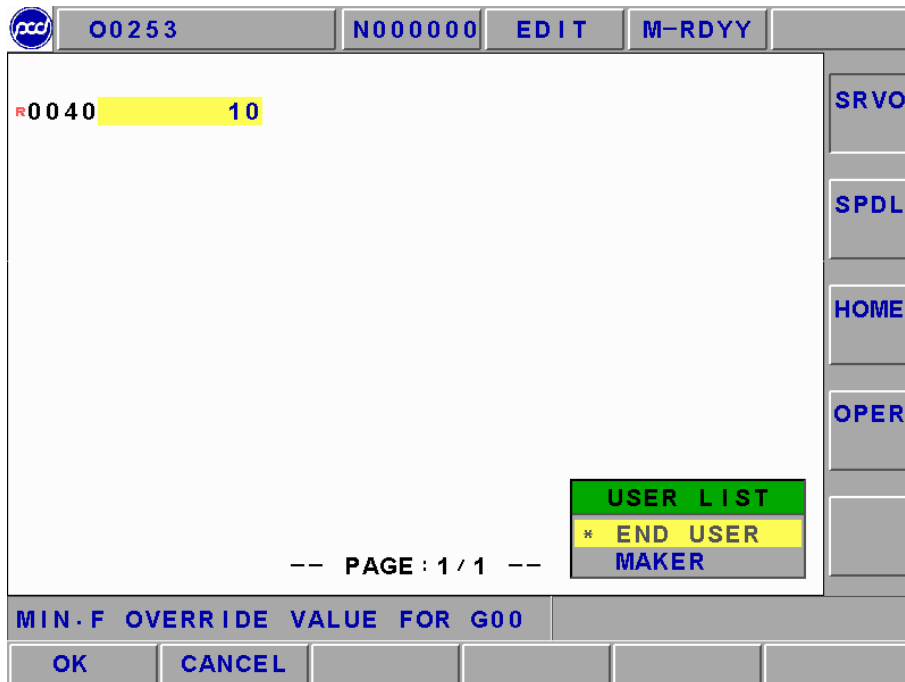 pcd O0253 N000000 EDIT M-RDYY
R0040 10
SRVO
SPDL
HOME
OPER
USER LIST
* END USER
MAKER
-- PAGE:1/1 --
MIN.F OVERRIDE VALUE FOR G00
OK CANCEL